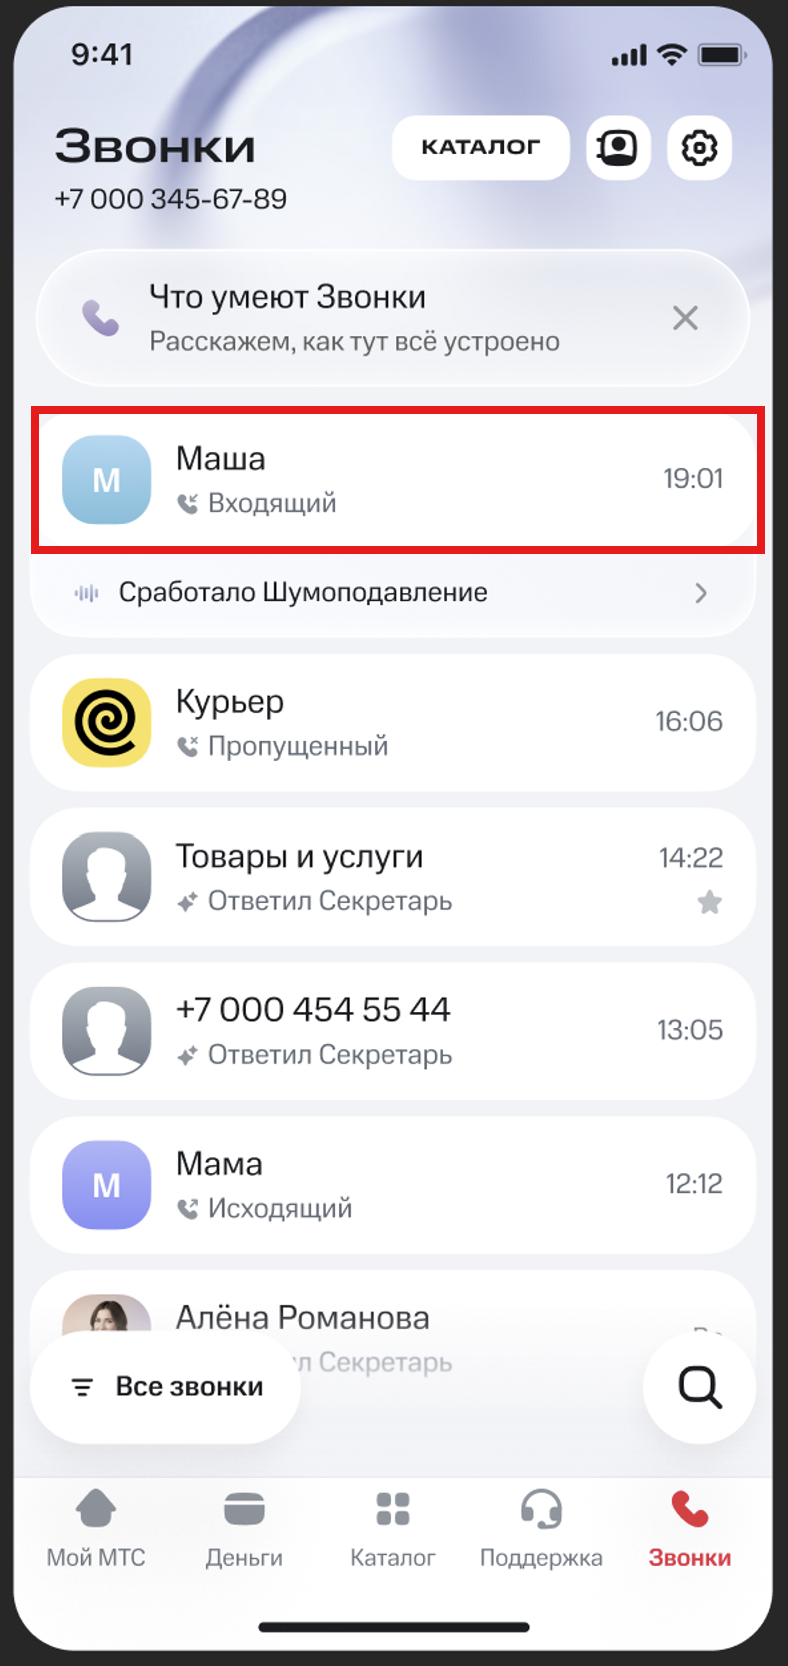 9:41
Звонки
КАТАЛОГ
+7 000 345-67-89
Что умеют Звонки
Расскажем, как тут всё устроено
М
Маша
19:01
Входящий
Сработало Шумоподавление
Курьер
16:06
Пропущенный
Товары и услуги
14:22
Ответил Секретарь
+7 000 454 55 44
13:05
Ответил Секретарь
М
Мама
12:12
Исходящий
Алёна Романова
Секретарь
Все звонки
Мой МТС
Деньги
Каталог
Поддержка
Звонки